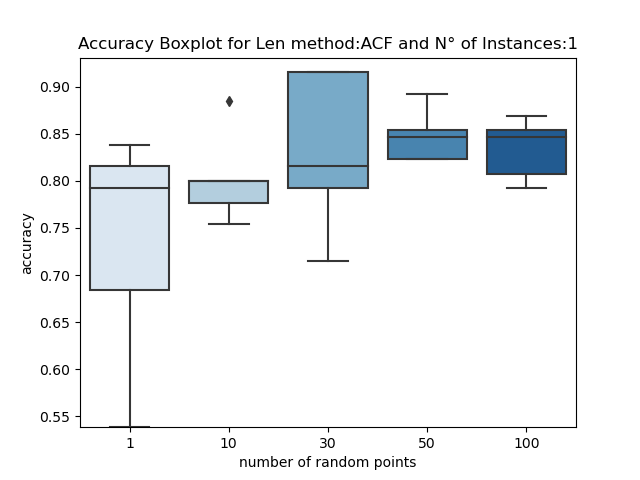 Accuracy Boxplot for Len method:ACF and N° of Instances:1
accuracy
0.90
0.85
0.80
0.75
0.70
0.65
0.60
0.55
1 10 30 50 100
number of random points